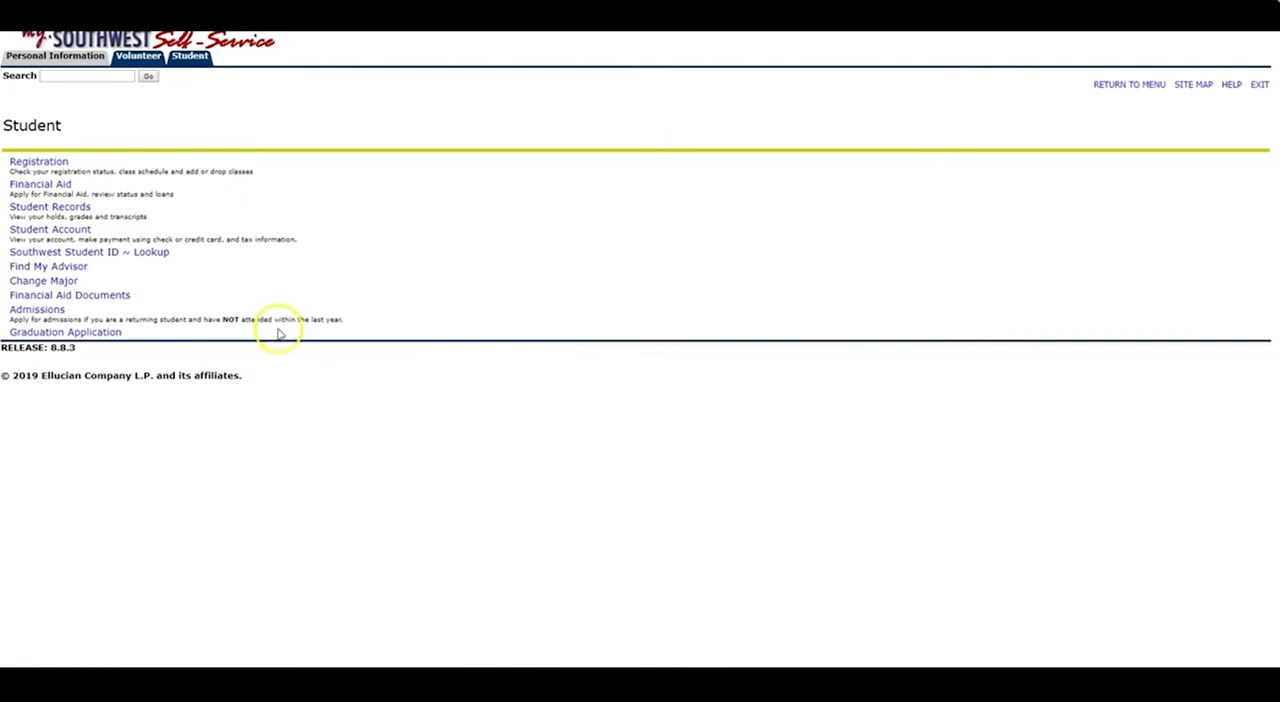 my. SOUTHWEST Self-Service
Personal Information Volunteer Student
Search Go
RETURN TO MENU SITE MAP HELP EXIT
Student
Registration
Check your registration status, class schedule and add or drop classes
Financial Aid
Apply for Financial Aid, review status and loans
Student Records
View your holds, grades and transcripts
Student Account
View your account, make payment using check or credit card, and tax information.
Southwest Student ID ~ Lookup
Find My Advisor
Change Major
Financial Aid Documents
Admissions
Apply for admissions if you are a returning student and have NOT attended within the last year.
Graduation Application
RELEASE: 8.8.3
© 2019 Ellucian Company L.P. and its affiliates.